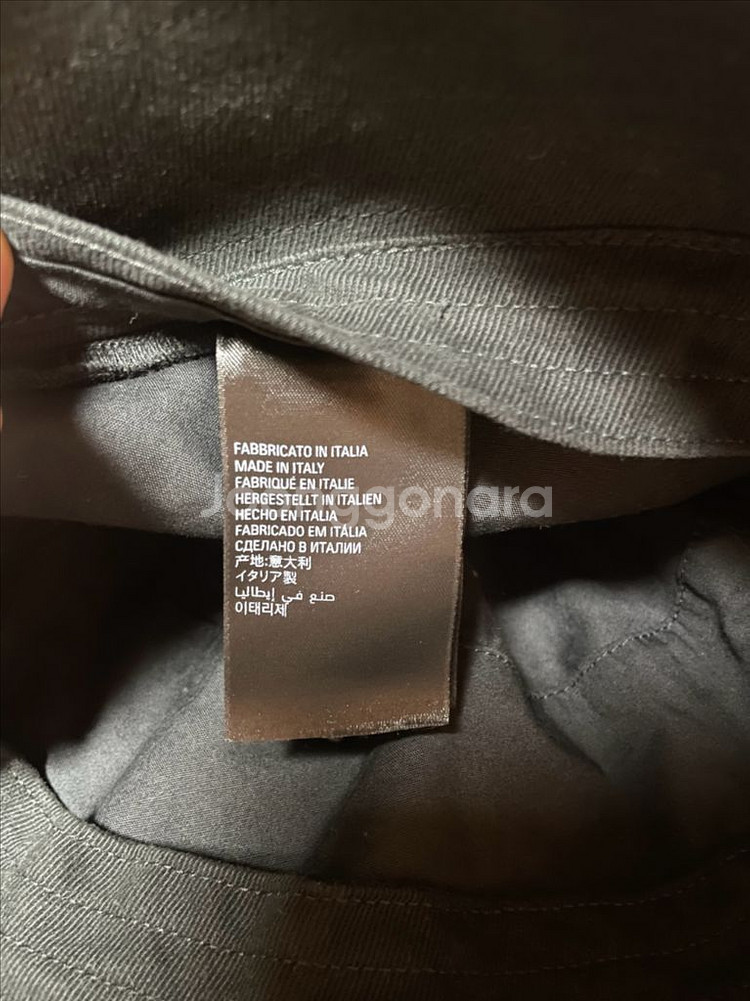 FABBRICATO IN ITALIA
MADE IN ITALY
FABRIQUÉ EN ITALIE
HERGESTELLT IN ITALIEN
HECHO EN ITALIA
FABRICADO EM ITÁLIA
СДЕЛАНО В ИТАЛИИ
产地:意大利
イタリア製
صنع في إيطاليا
이태리제
Joonggonara